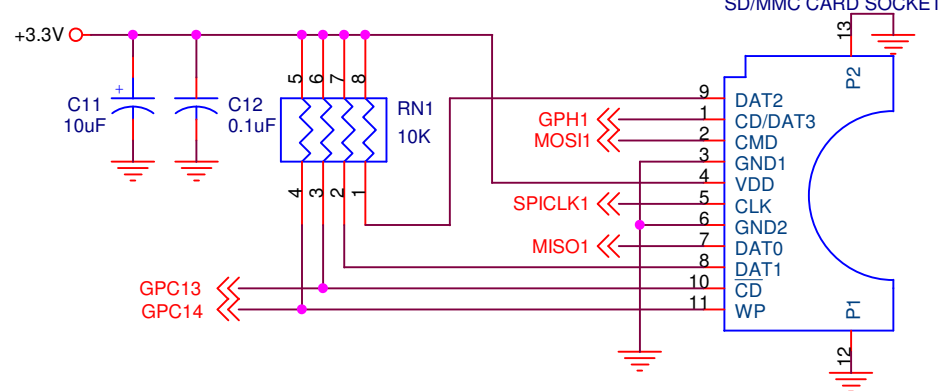 SD/MMC CARD SOCKET
+3.3V
13
P2
5
6
7
8
C11
10uF
+
C12
0.1uF
RN1
10K
4
3
2
1
GPH1
MOSI1
SPICLK1
MISO1
GPC13
GPC14
9 DAT2
1 CD/DAT3
2 CMD
3 GND1
4 VDD
5 CLK
6 GND2
7 DAT0
8 DAT1
10 CD
11 WP
P1
12